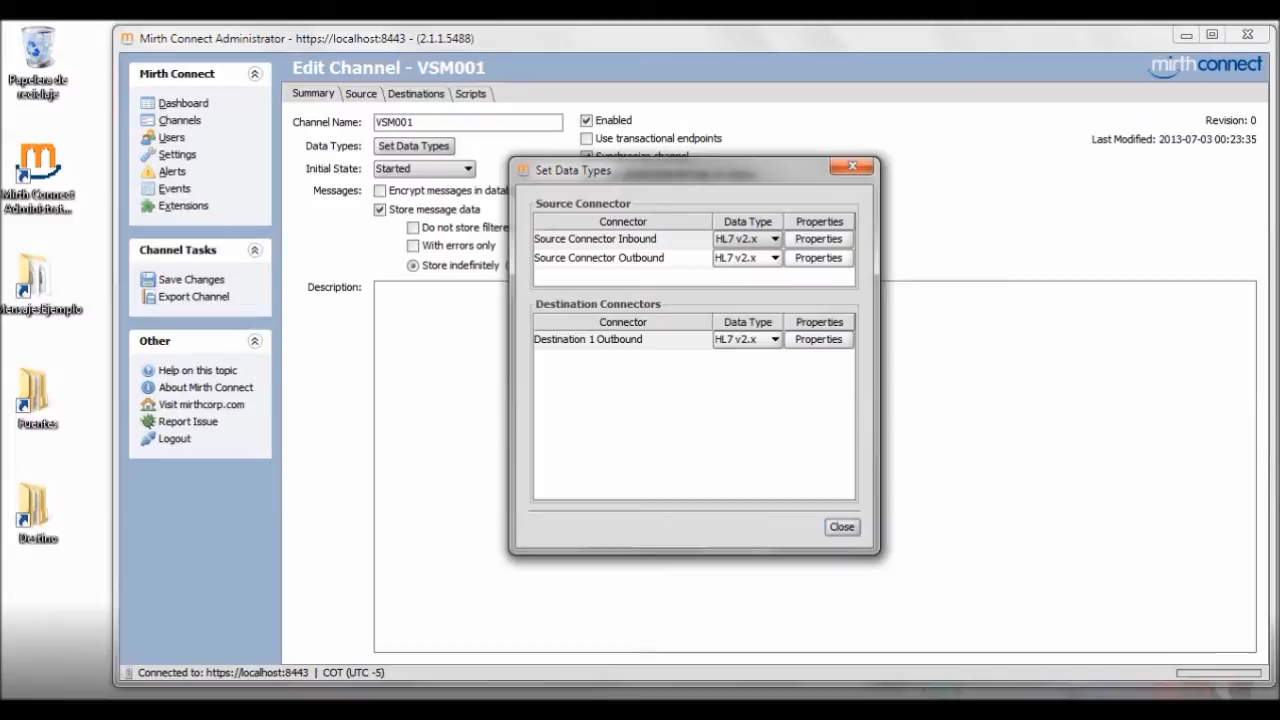 Papelera de
reciclaje
Mirth Connect
Administrat...
MensajeEjemplo
Fuentes
Destino
Mirth Connect Administrator - https://localhost:8443 - (2.1.1.5488)
Mirth Connect
Dashboard
Channels
Users
Settings
Alerts
Events
Extensions
Channel Tasks
Save Changes
Export Channel
Other
Help on this topic
About Mirth Connect
Visit mirthcorp.com
Report Issue
Logout
Edit Channel - VSM001
mirthconnect
Summary Source Destinations Scripts
Channel Name: VSM001
Enabled
Revision: 0
Data Types: Set Data Types
Use transactional endpoints
Last Modified: 2013-07-03 00:23:35
Synchronize channel
Initial State: Started
Messages: Encrypt messages in datab
Store message data
Do not store filtere
With errors only
Store indefinitely
Description:
Set Data Types
Source Connector
Connector Data Type Properties
Source Connector Inbound HL7 v2.x Properties
Source Connector Outbound HL7 v2.x Properties
Destination Connectors
Connector Data Type Properties
Destination 1 Outbound HL7 v2.x Properties
Close
Connected to: https://localhost:8443 | COT (UTC -5)